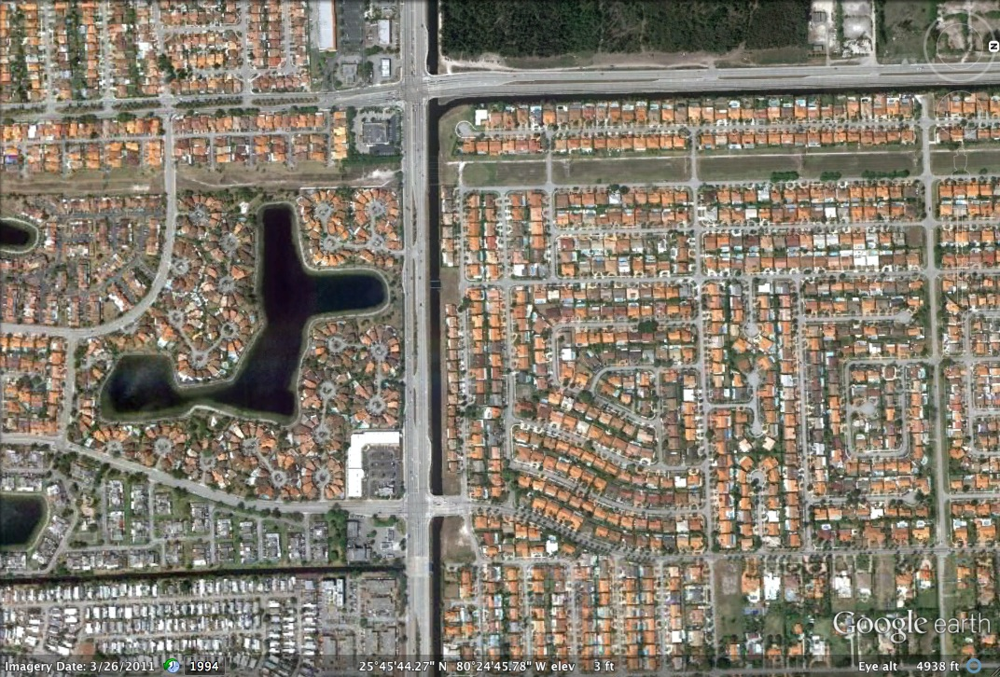 N
Google earth
Imagery Date: 3/26/2011 1994 25°45'44.27" N 80°24'45.78" W elev 3 ft Eye alt 4938 ft